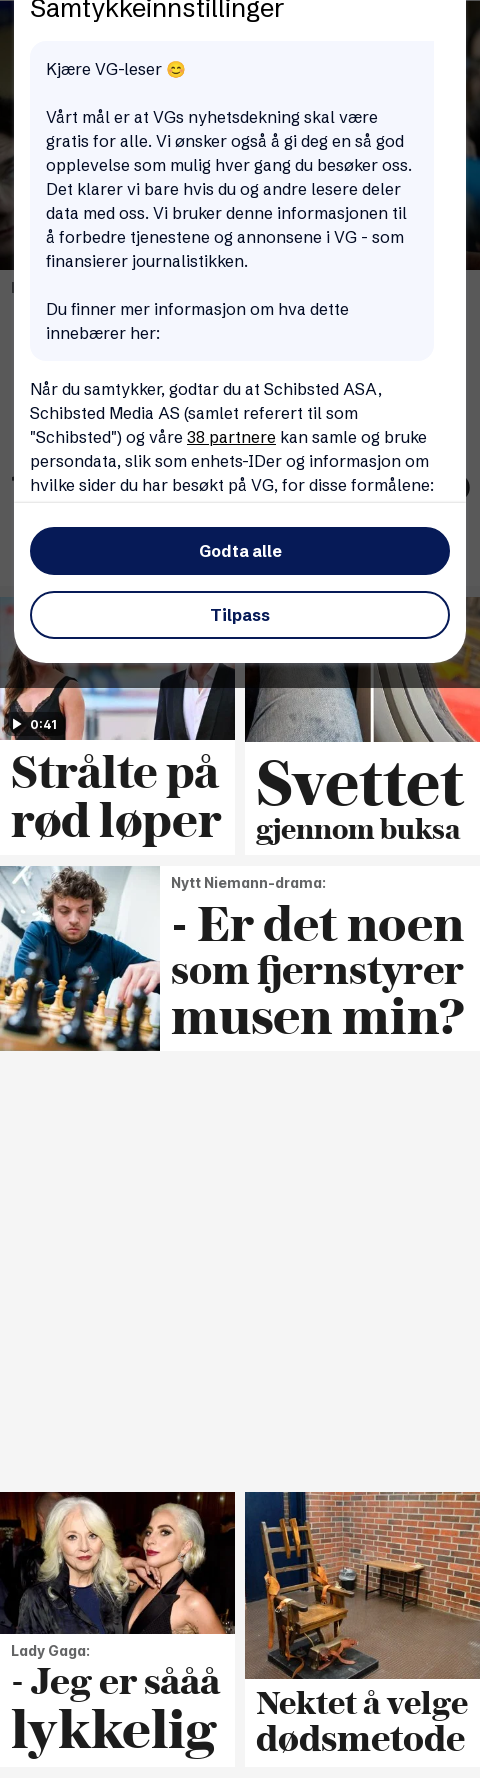 Samtykkeinnstillinger
Kjære VG-leser 😊
Vårt mål er at VGs nyhetsdekning skal være
gratis for alle. Vi ønsker også å gi deg en så god
opplevelse som mulig hver gang du besøker oss.
Det klarer vi bare hvis du og andre lesere deler
data med oss. Vi bruker denne informasjonen til
å forbedre tjenestene og annonsene i VG - som
finansierer journalistikken.
Du finner mer informasjon om hva dette
innebærer her:
Når du samtykker, godtar du at Schibsted ASA,
Schibsted Media AS (samlet referert til som
"Schibsted") og våre 38 partnere kan samle og bruke
persondata, slik som enhets-IDer og informasjon om
hvilke sider du har besøkt på VG, for disse formålene:
Godta alle
Tilpass
0:41
Strålte på
rød løper
Svettet
gjennom buksa
Nytt Niemann-drama:
- Er det noen
som fjernstyrer
musen min?
Lady Gaga:
- Jeg er sååå
lykkelig
Nektet å velge
dødsmetode